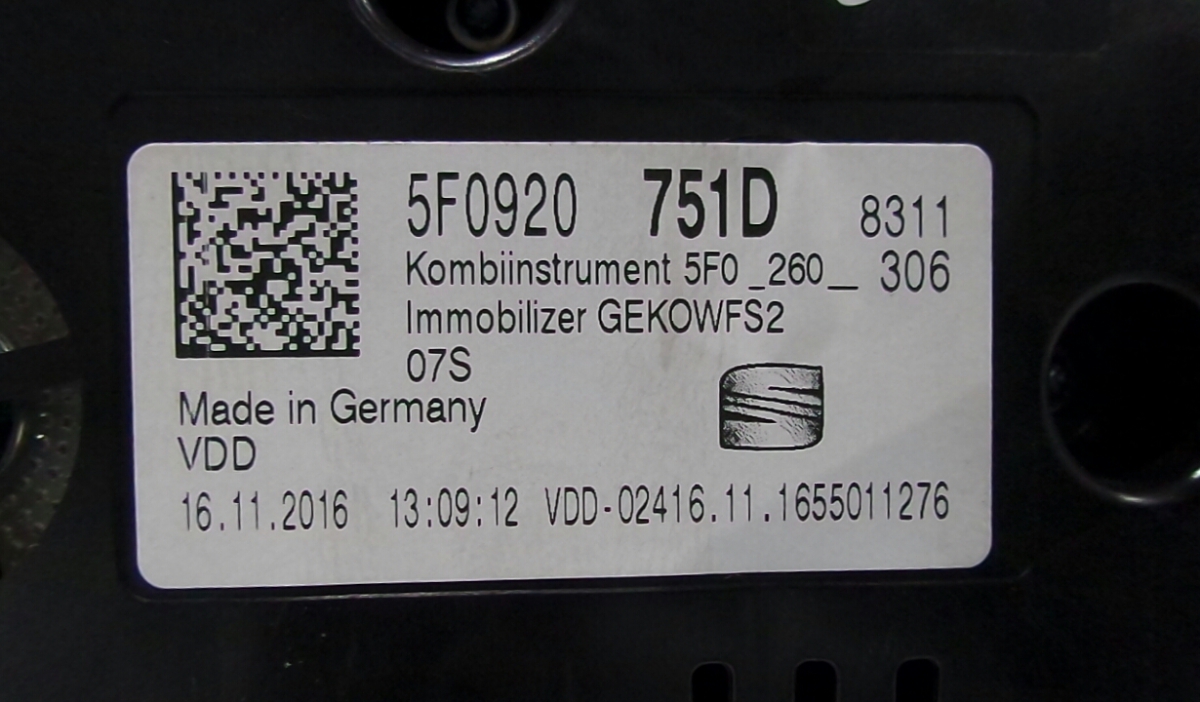 5F0920 751D 8311
Kombiinstrument 5F0 _260__ 306
Immobilizer GEKOWFS2
07S
Made in Germany
VDD
16.11.2016 13:09:12 VDD-02416.11.1655011276